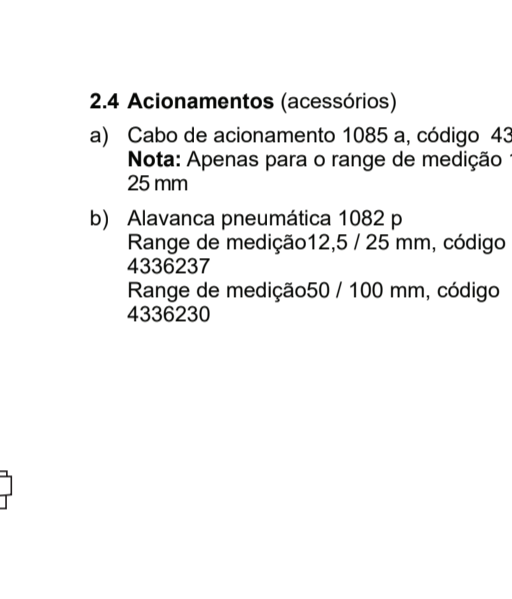 2.4 Acionamentos (acessórios)
a) Cabo de acionamento 1085 a, código 43
Nota: Apenas para o range de medição
25 mm
b) Alavanca pneumática 1082 p
Range de medição12,5 / 25 mm, código
4336237
Range de medição50 / 100 mm, código
4336230